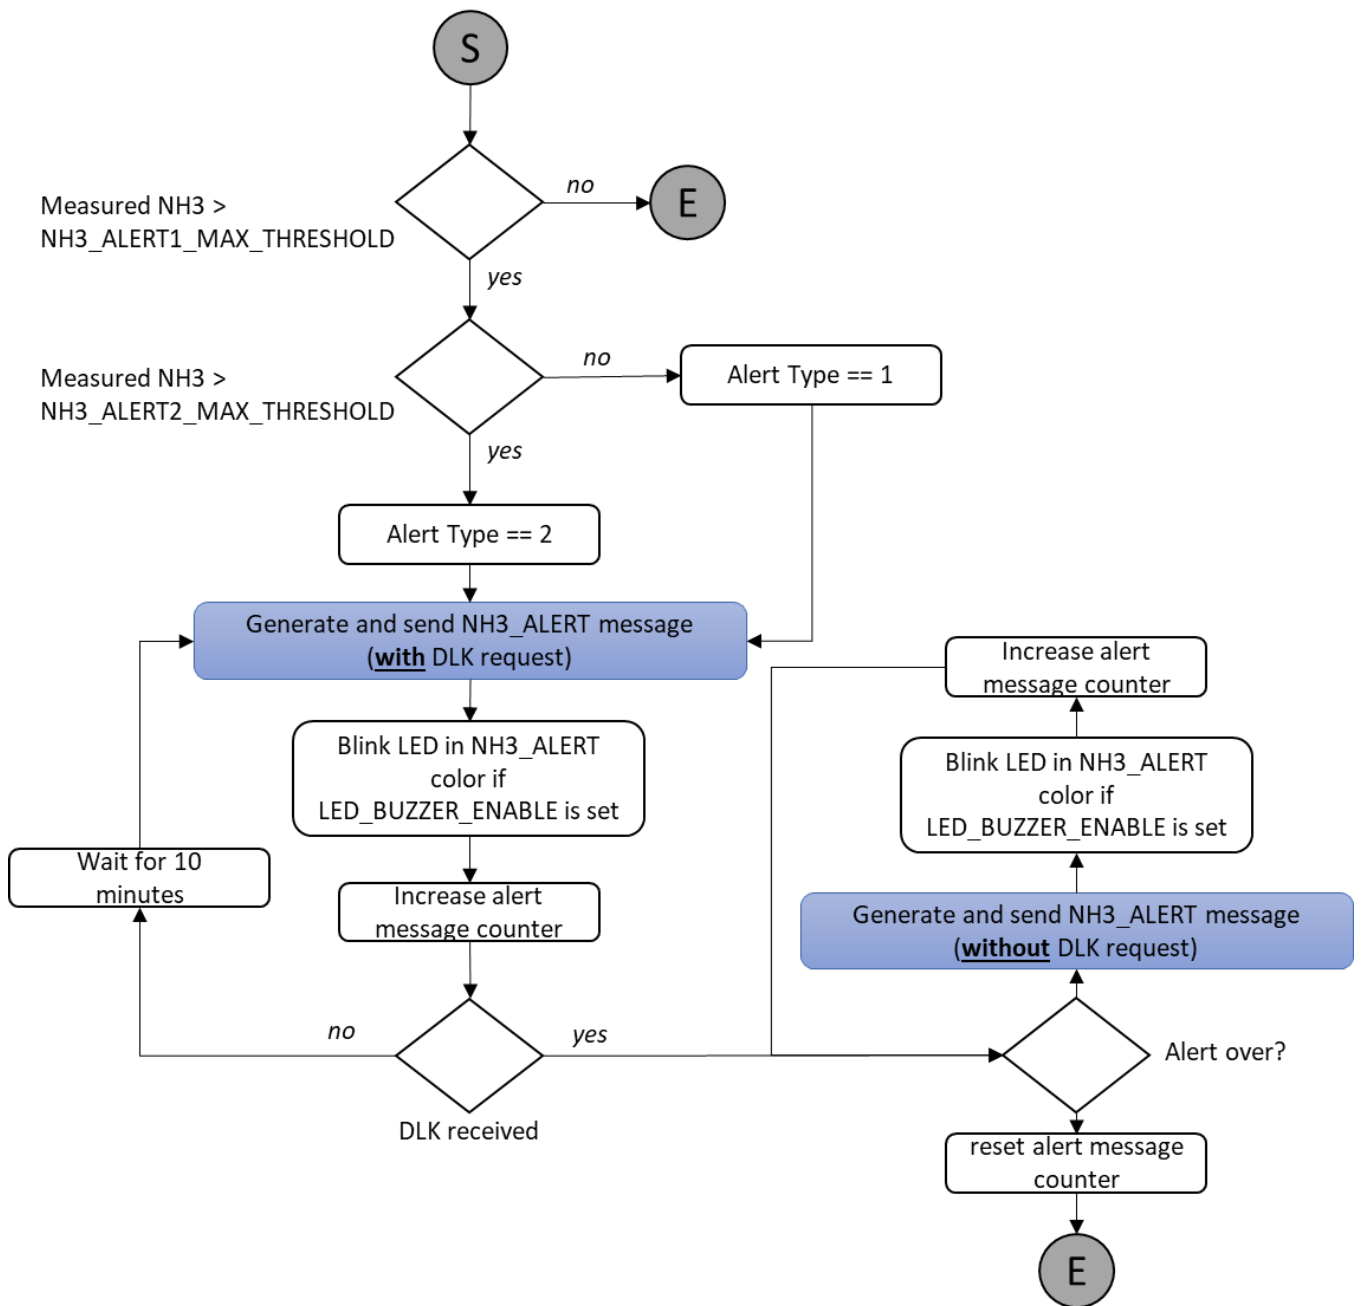 S
Measured NH3 >
NH3_ALERT1_MAX_THRESHOLD
no
E
yes
Measured NH3 >
NH3_ALERT2_MAX_THRESHOLD
no
Alert Type == 1
yes
Alert Type == 2
Generate and send NH3_ALERT message
(with DLK request)
Blink LED in NH3_ALERT
color if
LED_BUZZER_ENABLE is set
Wait for 10
minutes
Increase alert
message counter
no
yes
DLK received
Increase alert
message counter
Blink LED in NH3_ALERT
color if
LED_BUZZER_ENABLE is set
Generate and send NH3_ALERT message
(without DLK request)
Alert over?
reset alert message
counter
E